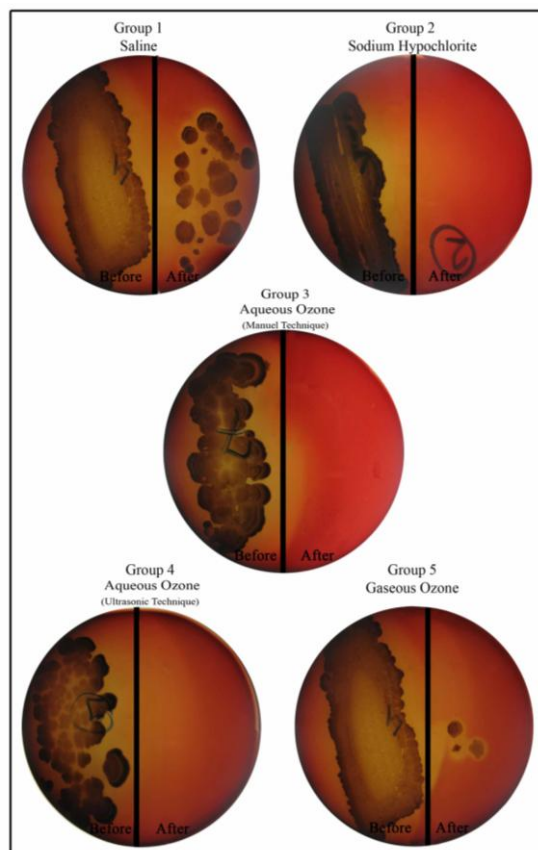 Group 1
Saline
Group 2
Sodium Hypochlorite
Before
After
Before
After
2
Group 3
Aqueous Ozone
(Manuel Technique)
Before
After
Group 4
Aqueous Ozone
(Ultrasonic Technique)
Group 5
Gaseous Ozone
Before
After
Before
After